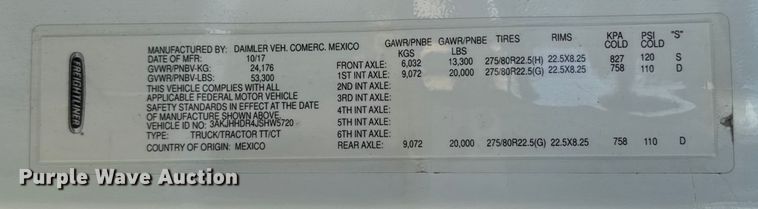 FREIGHTLINER
MANUFACTURED BY: DAIMLER VEH. COMERC. MEXICO
DATE OF MFR: 10/17
GVWR/PNBV-KG: 24,176
GVWR/PNBV-LBS: 53,300
THIS VEHICLE COMPLIES WITH ALL
APPLICABLE FEDERAL MOTOR VEHICLE
SAFETY STANDARDS IN EFFECT AT THE DATE
OF MANUFACTURE SHOWN ABOVE.
VEHICLE ID NO: 3AKJHHDR4JSHW5720
TYPE: TRUCK/TRACTOR TT/CT
COUNTRY OF ORIGIN: MEXICO
GAWR/PNBE KGS GAWR/PNBE LBS TIRES RIMS KPA COLD PSI COLD "S"
FRONT AXLE: 6,032 13,300 275/80R22.5(H) 22.5X8.25 827 120 S
1ST INT AXLE: 9,072 20,000 275/80R22.5(G) 22.5X8.25 758 110 D
2ND INT AXLE:
3RD INT AXLE:
4TH INT AXLE:
5TH INT AXLE:
6TH INT AXLE:
REAR AXLE: 9,072 20,000 275/80R22.5(G) 22.5X8.25 758 110 D
Purple Wave Auction